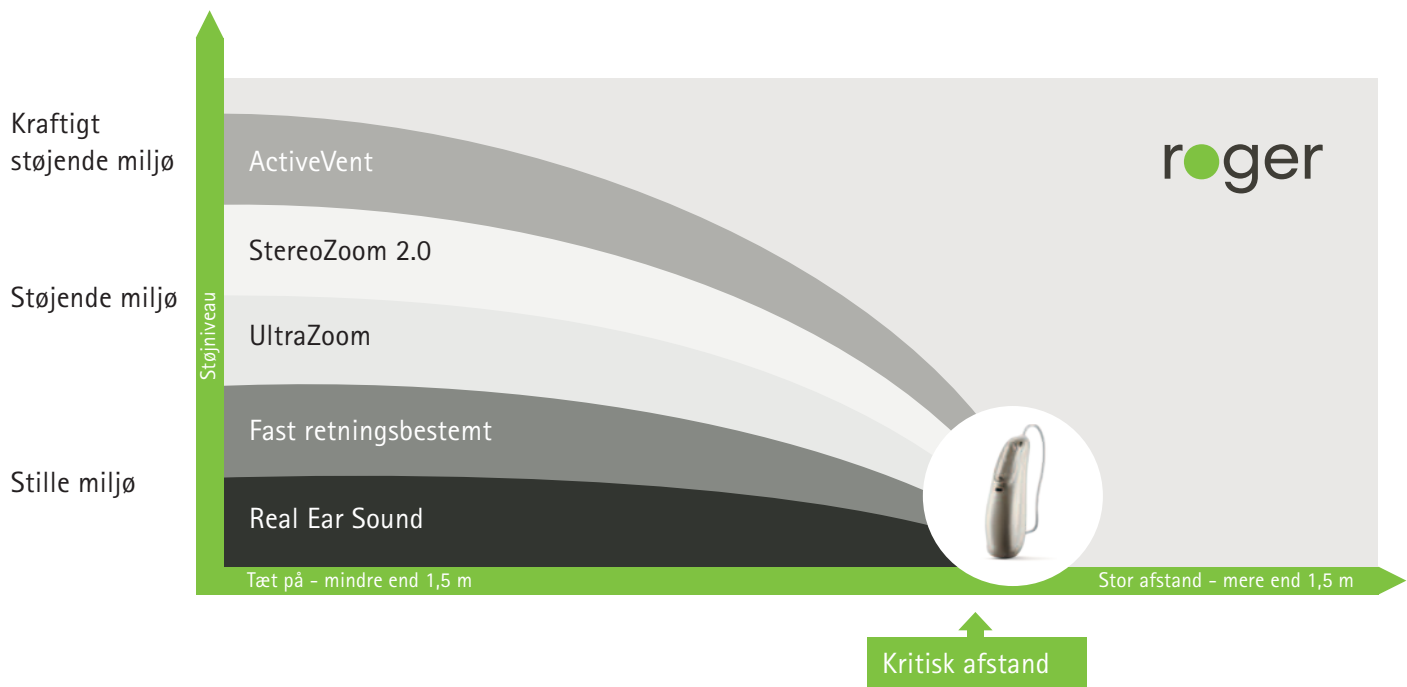 Kraftigt
støjende miljø
ActiveVent
roger
StereoZoom 2.0
Støjende miljø
Støjniveau
UltraZoom
Fast retningsbestemt
Stille miljø
Real Ear Sound
Tæt på - mindre end 1,5 m
Stor afstand - mere end 1,5 m
Kritisk afstand